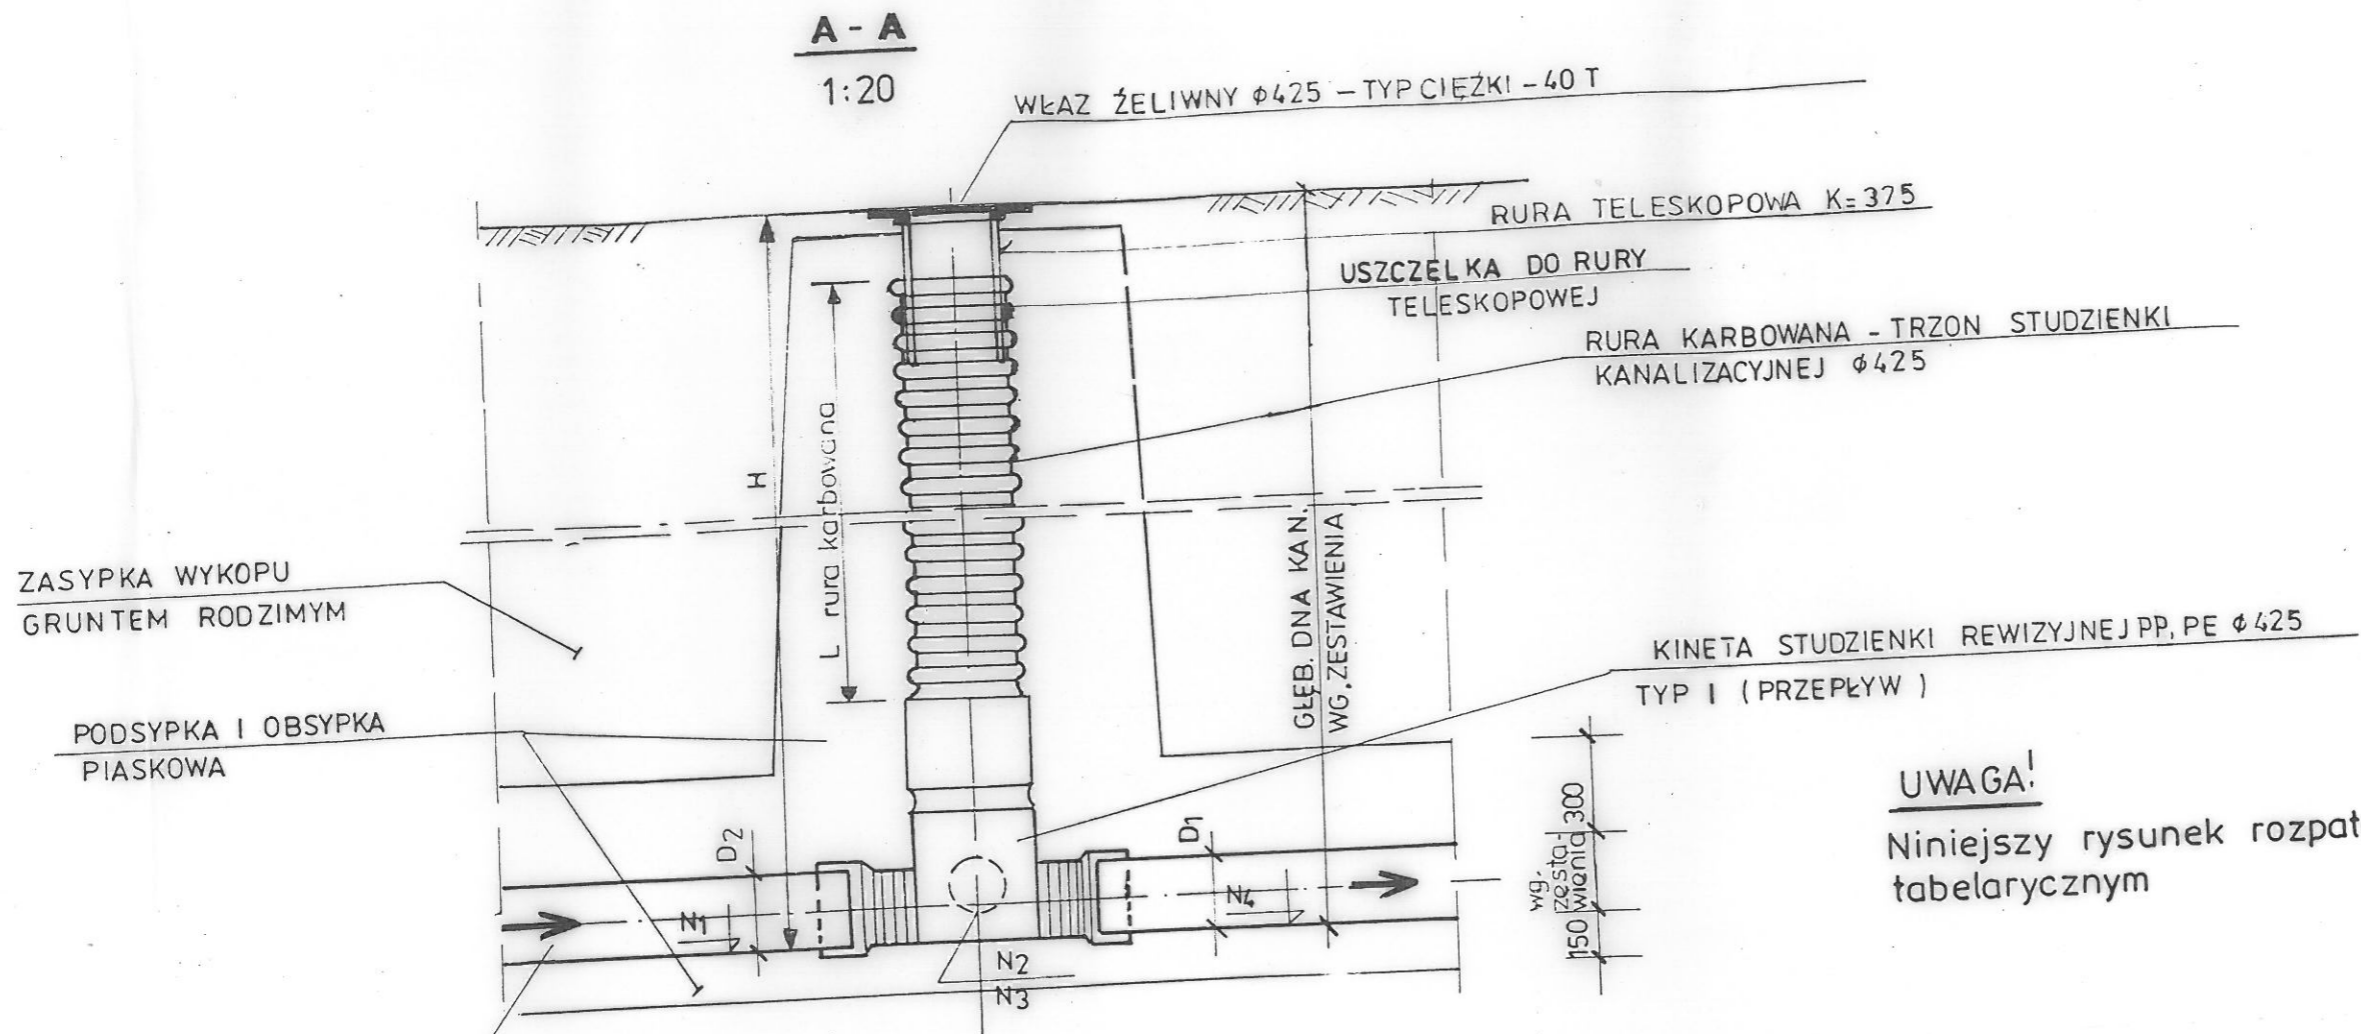 A - A
1:20
WŁAZ ŻELIWNY ϕ425 – TYP CIĘŻKI – 40 T
RURA TELESKOPOWA K=375
USZCZELKA DO RURY
TELESKOPOWEJ
RURA KARBOWANA - TRZON STUDZIENKI
KANALIZACYJNEJ ϕ425
H
L rura karbowana
GŁĘB. DNA KAN.
WG. ZESTAWIENIA
ZASYPKA WYKOPU
GRUNTEM RODZIMYM
KINETA STUDZIENKI REWIZYJNEJ PP, PE ϕ425
TYP I (PRZEPŁYW)
PODSYPKA I OBSYPKA
PIASKOWA
UWAGA!
Niniejszy rysunek rozpat
tabelarycznym
D2
D1
N1
N4
N2
N3
300
wg.
zesta-
wienia
150